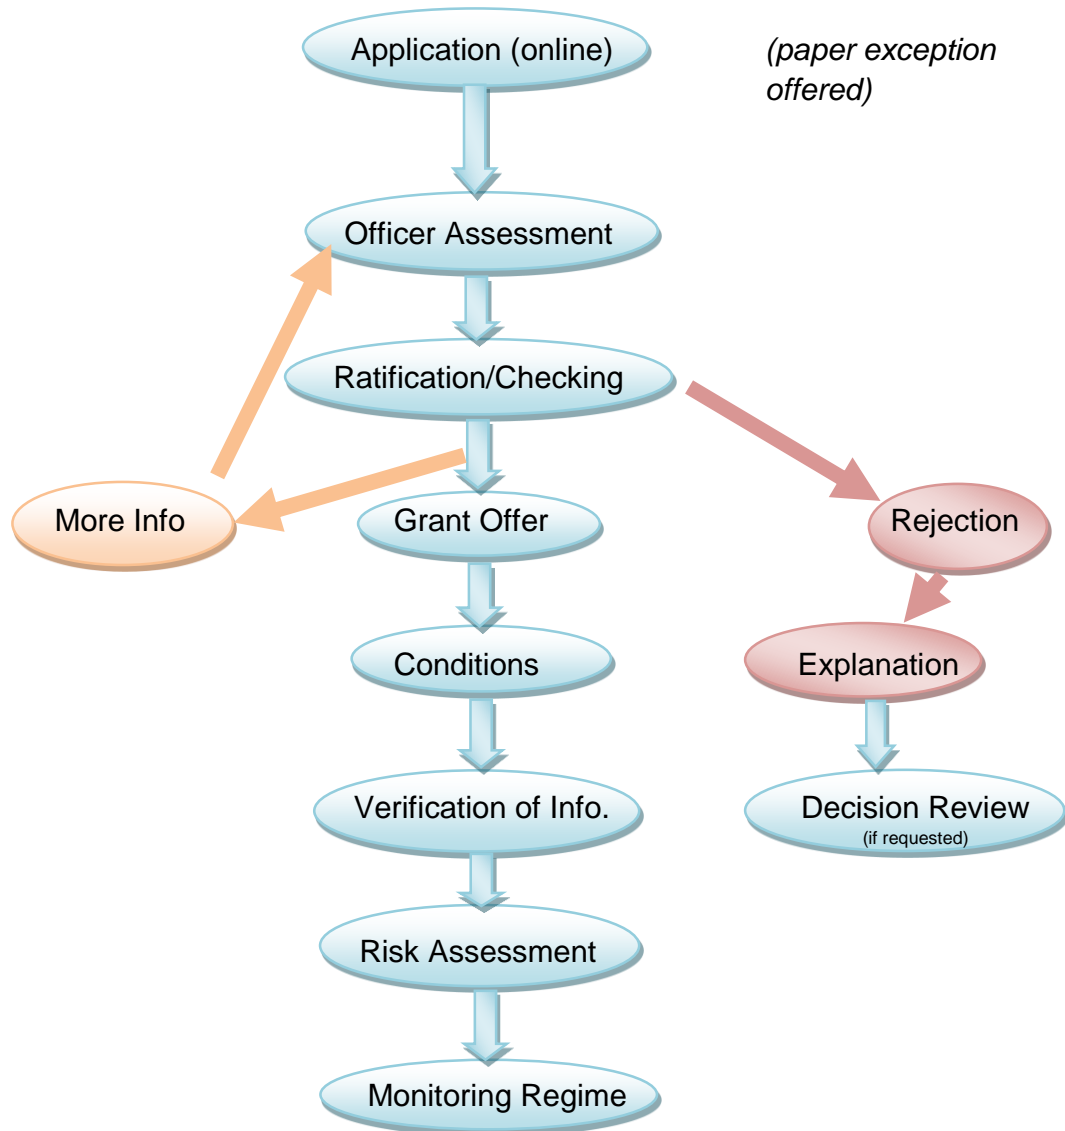 Application (online)
(paper exception
offered)
Officer Assessment
Ratification/Checking
More Info
Grant Offer
Rejection
Conditions
Explanation
Verification of Info.
Decision Review
(if requested)
Risk Assessment
Monitoring Regime